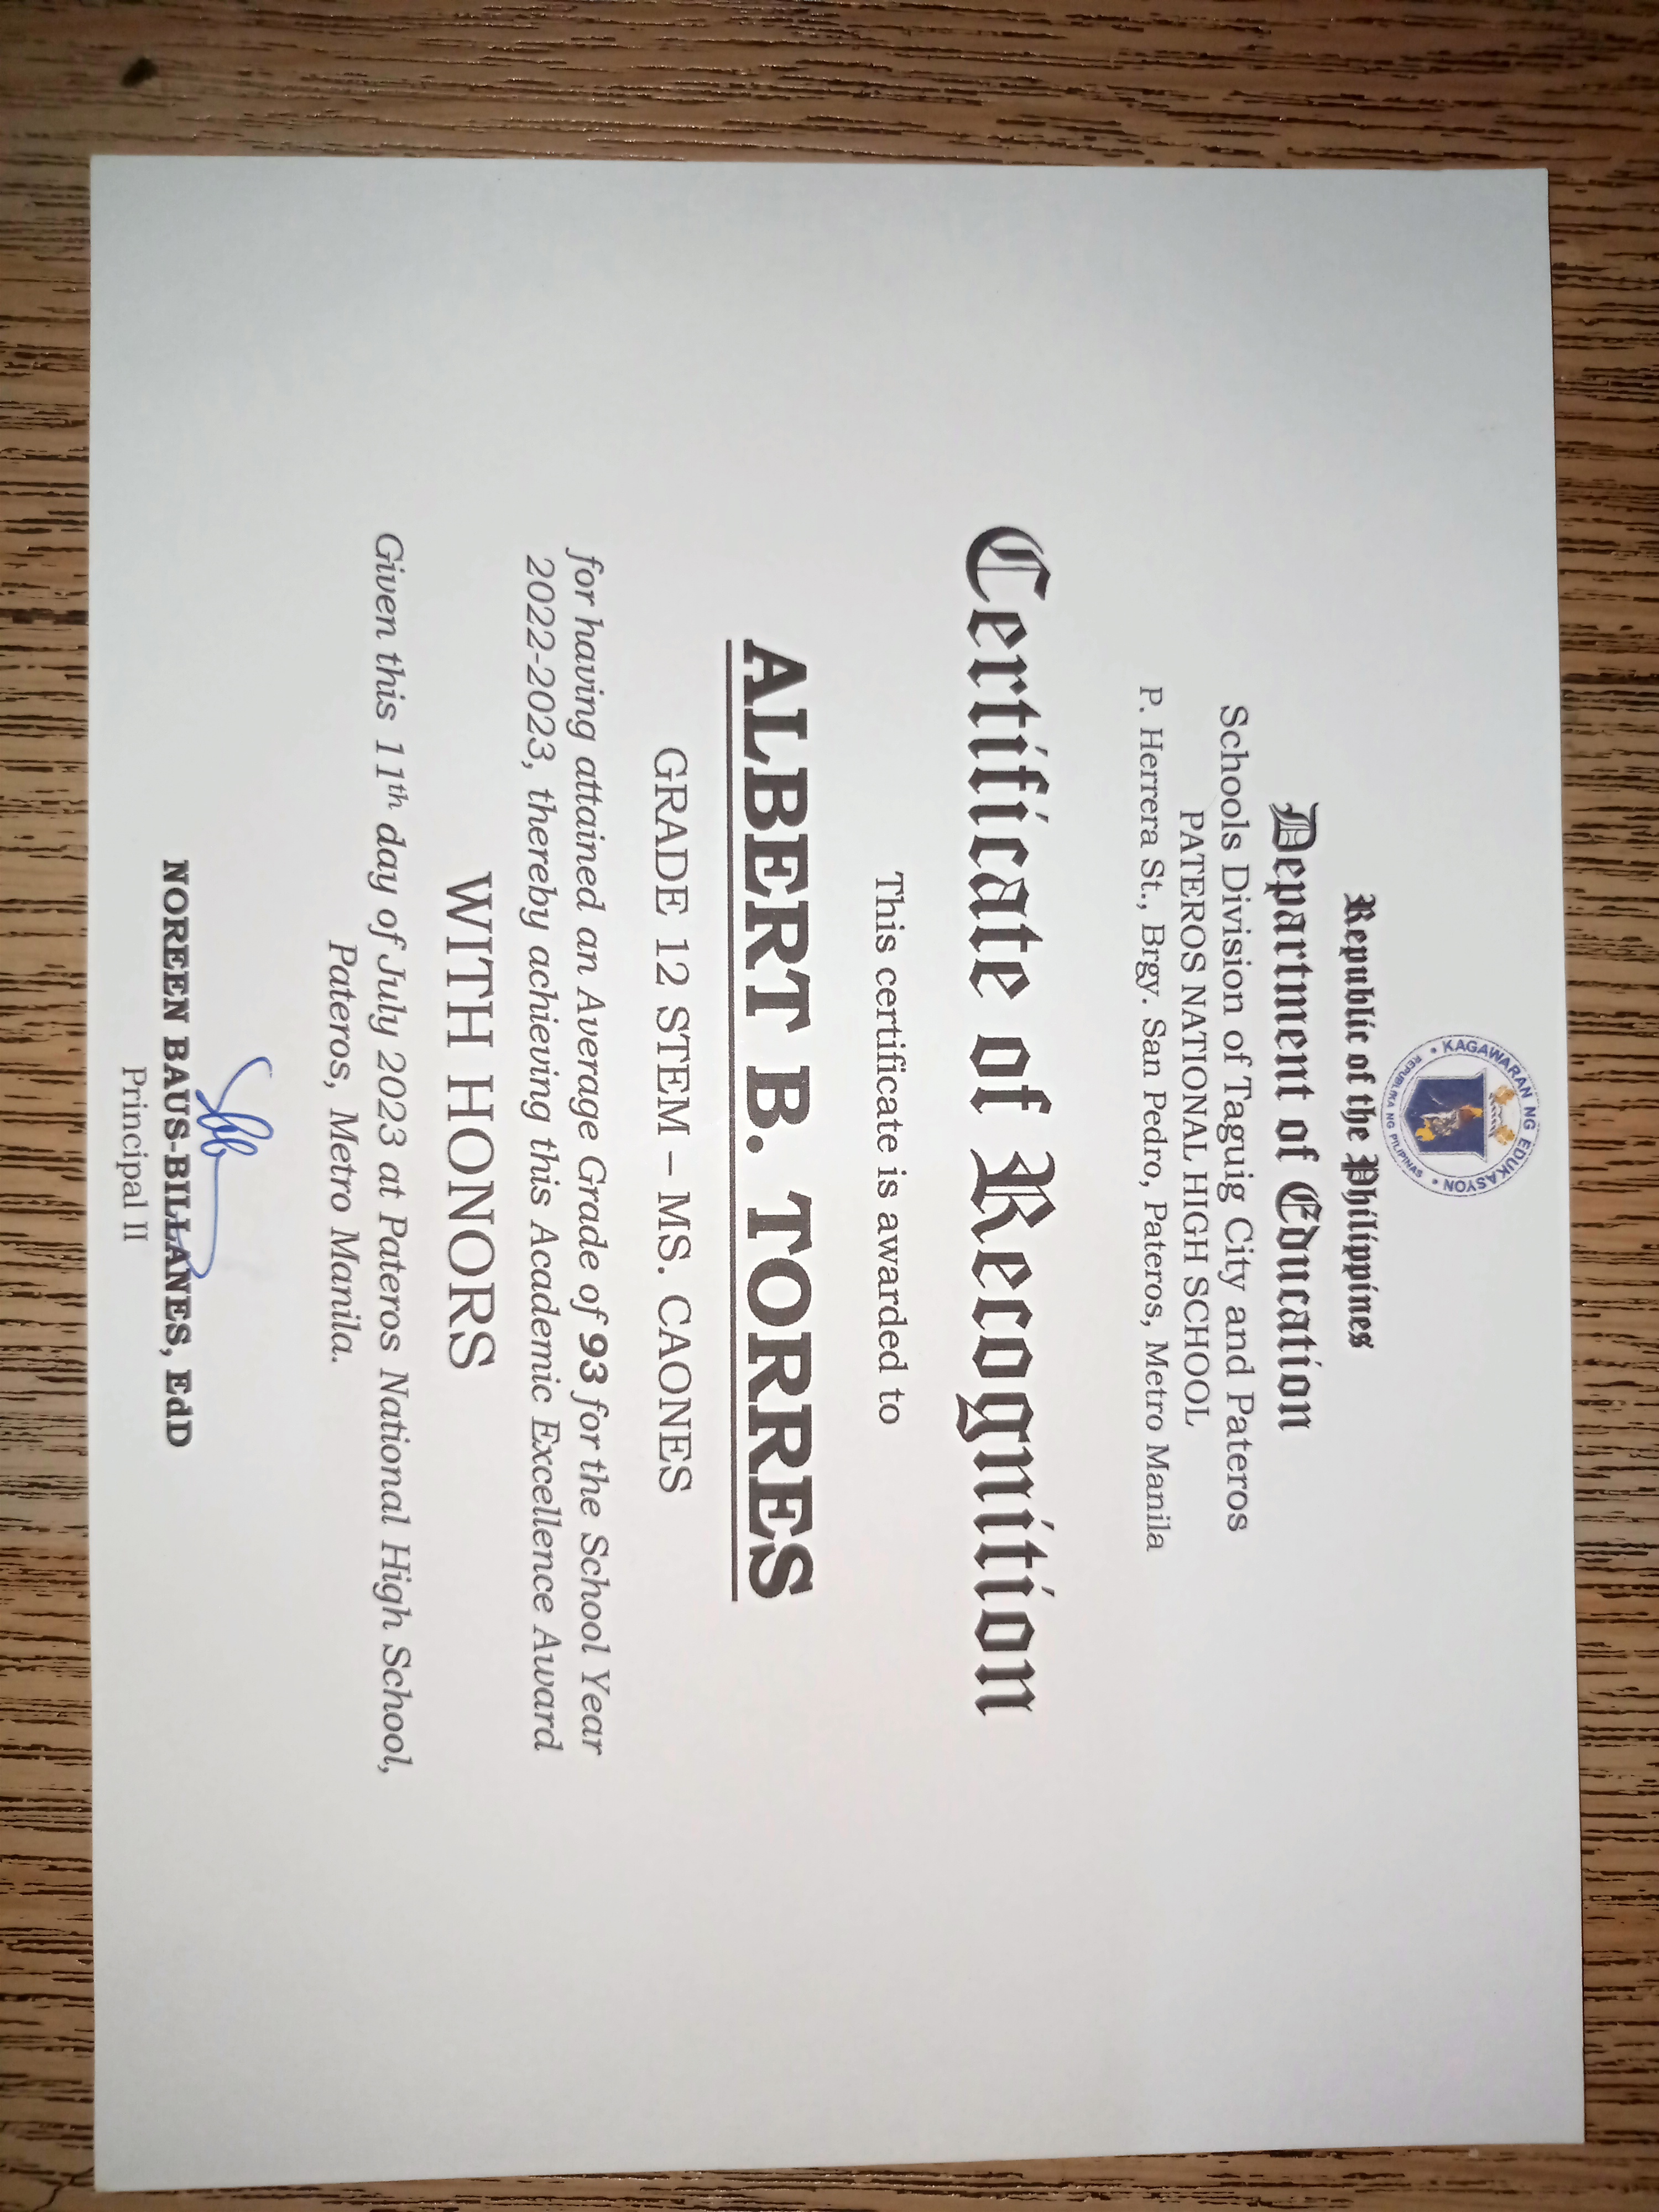 KAGAWARAN NG EDUKASYON
REPUBLIKA NG PILIPINAS
Republic of the Philippines
Department of Education
Schools Division of Taguig City and Pateros
PATEROS NATIONAL HIGH SCHOOL
P. Herrera St., Brgy. San Pedro, Pateros, Metro Manila
Certificate of Recognition
This certificate is awarded to
ALBERT B. TORRES
GRADE 12 STEM – MS. CAONES
for having attained an Average Grade of 93 for the School Year
2022-2023, thereby achieving this Academic Excellence Award
WITH HONORS
Given this 11th day of July 2023 at Pateros National High School,
Pateros, Metro Manila.
NOREEN BAUS-BILLANES, EdD
Principal II